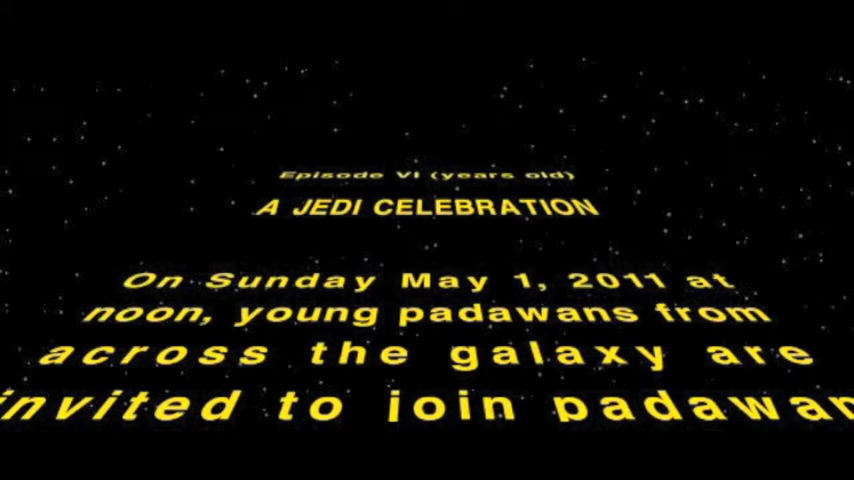 Episode VI (years old)
A JEDI CELEBRATION
On Sunday May 1, 2011 at
noon, young padawans from
across the galaxy are
invited to join padawan